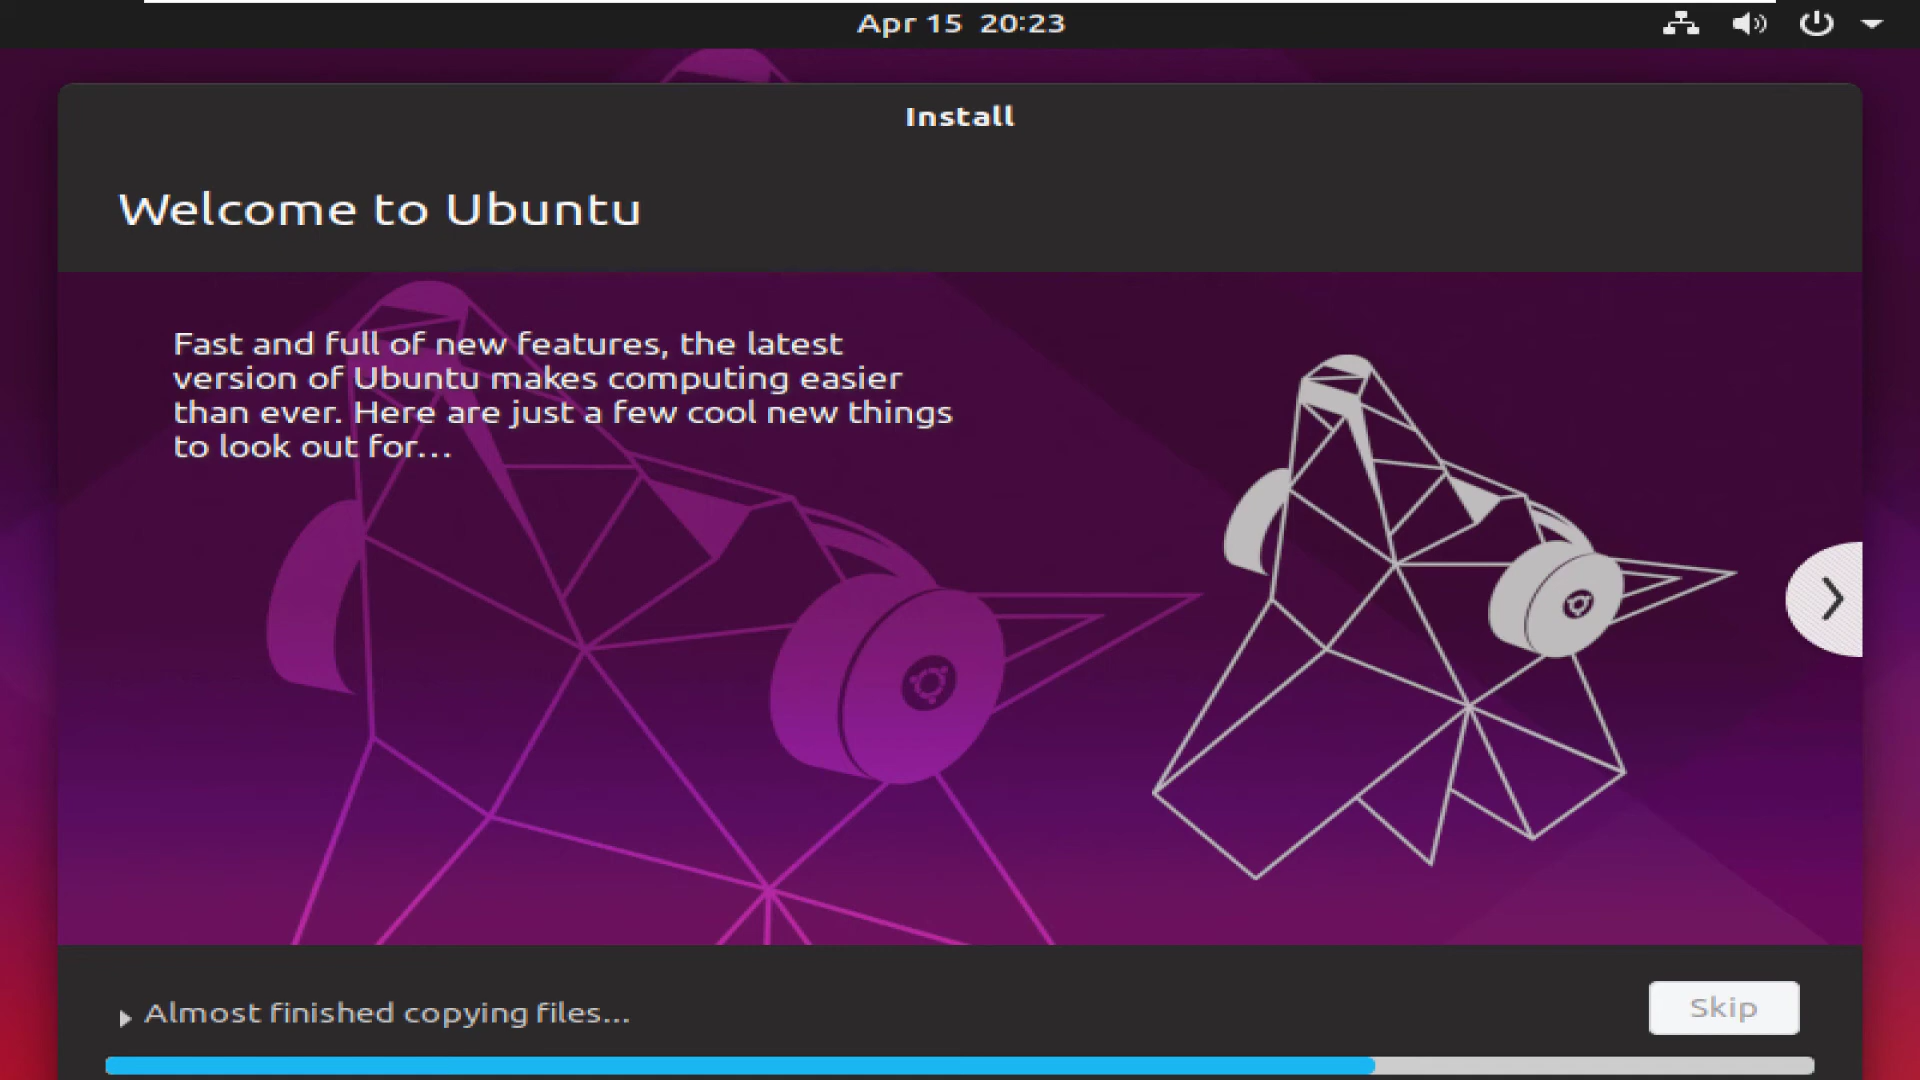 Apr 15 20:23
Install
Welcome to Ubuntu
Fast and full of new features, the latest
version of Ubuntu makes computing easier
than ever. Here are just a few cool new things
to look out for…
Almost finished copying files...
Skip